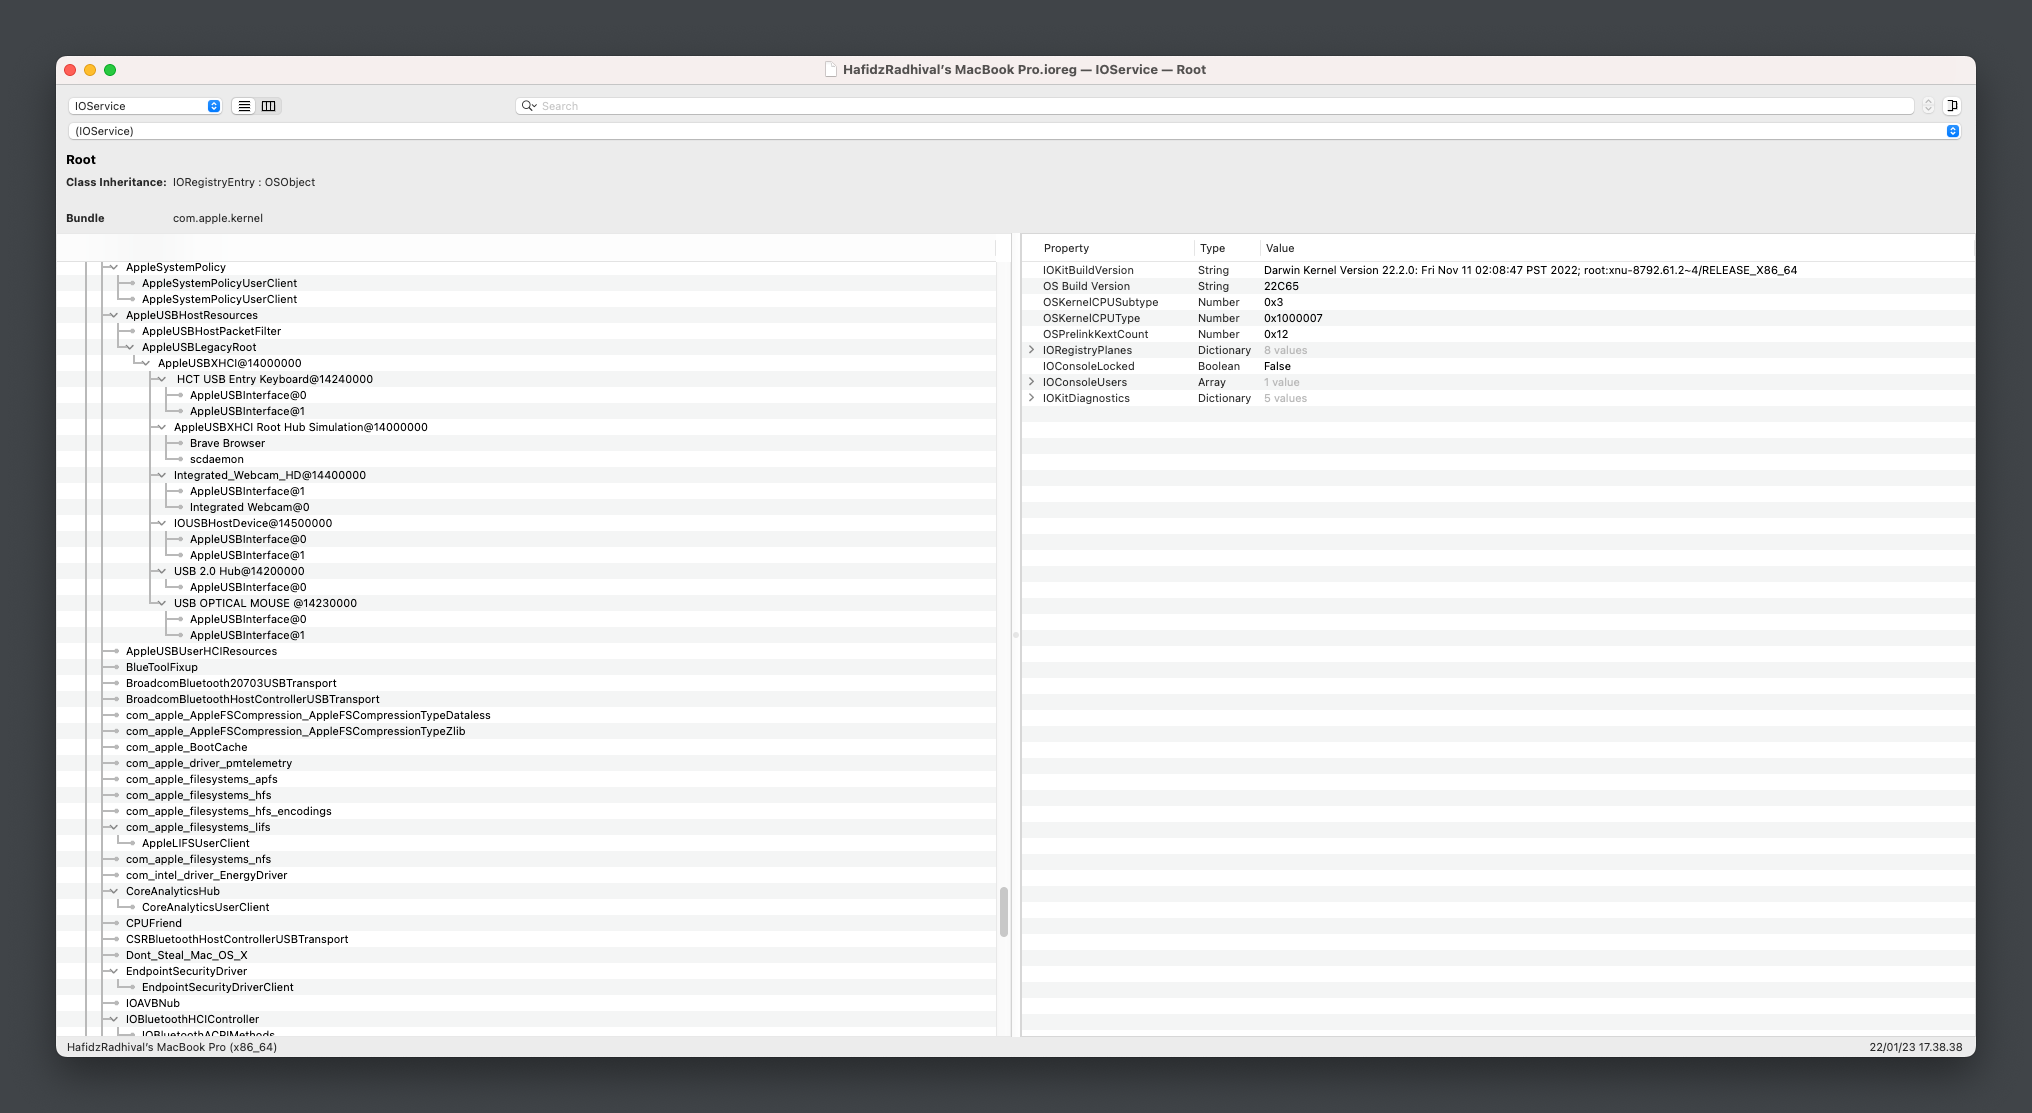 HafidzRadhival's MacBook Pro.ioreg — IOService — Root
IOService
Search
(IOService)
Root
Class Inheritance: IORegistryEntry : OSObject
Bundle com.apple.kernel
AppleSystemPolicy
AppleSystemPolicyUserClient
AppleSystemPolicyUserClient
AppleUSBHostResources
AppleUSBHostPacketFilter
AppleUSBLegacyRoot
AppleUSBXHCI@14000000
HCT USB Entry Keyboard@14240000
AppleUSBInterface@0
AppleUSBInterface@1
AppleUSBXHCI Root Hub Simulation@14000000
Brave Browser
scdaemon
Integrated_Webcam_HD@14400000
AppleUSBInterface@1
Integrated Webcam@0
IOUSBHostDevice@14500000
AppleUSBInterface@0
AppleUSBInterface@1
USB 2.0 Hub@14200000
AppleUSBInterface@0
USB OPTICAL MOUSE @14230000
AppleUSBInterface@0
AppleUSBInterface@1
AppleUSBUserHCIResources
BlueToolFixup
BroadcomBluetooth20703USBTransport
BroadcomBluetoothHostControllerUSBTransport
com_apple_AppleFSCompression_AppleFSCompressionTypeDataless
com_apple_AppleFSCompression_AppleFSCompressionTypeZlib
com_apple_BootCache
com_apple_driver_pmtelemetry
com_apple_filesystems_apfs
com_apple_filesystems_hfs
com_apple_filesystems_hfs_encodings
com_apple_filesystems_lifs
AppleLIFSUserClient
com_apple_filesystems_nfs
com_intel_driver_EnergyDriver
CoreAnalyticsHub
CoreAnalyticsUserClient
CPUFriend
CSRBluetoothHostControllerUSBTransport
Dont_Steal_Mac_OS_X
EndpointSecurityDriver
EndpointSecurityDriverClient
IOAVBNub
IOBluetoothHCIController
IOBluetoothACPIMethods
Property Type Value
IOKitBuildVersion String Darwin Kernel Version 22.2.0: Fri Nov 11 02:08:47 PST 2022; root:xnu-8792.61.2~4/RELEASE_X86_64
OS Build Version String 22C65
OSKernelCPUSubtype Number 0x3
OSKernelCPUType Number 0x1000007
OSPrelinkKextCount Number 0x12
IORegistryPlanes Dictionary 8 values
IOConsoleLocked Boolean False
IOConsoleUsers Array 1 value
IOKitDiagnostics Dictionary 5 values
HafidzRadhival's MacBook Pro (x86_64)
22/01/23 17.38.38